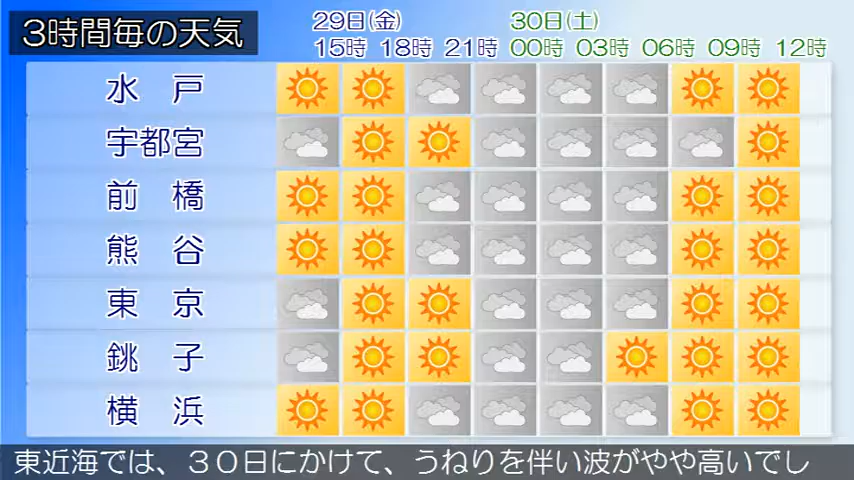 3時間毎の天気
29日(金) 30日(土)
15時 18時 21時 00時 03時 06時 09時 12時
水 戸
宇都宮
前 橋
熊 谷
東 京
銚 子
横 浜
東近海では、30日にかけて、うねりを伴い波がやや高いでし